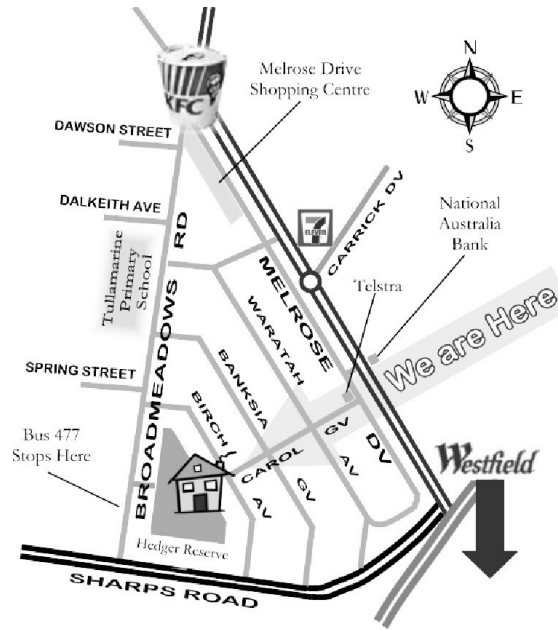 N
W
E
S
Melrose Drive
Shopping Centre
KFC
DAWSON STREET
DALKEITH AVE
Tullamarine
Primary
School
BROADMEADOWS RD
7
ELEVEN
CARRICK DV
National
Australia
Bank
Telstra
MELROSE DV
WARATAH AV
BANKSIA GV
BIRCH AV
CAROL GV
We are Here
SPRING STREET
Bus 477
Stops Here
Westfield
Hedger Reserve
SHARPS ROAD